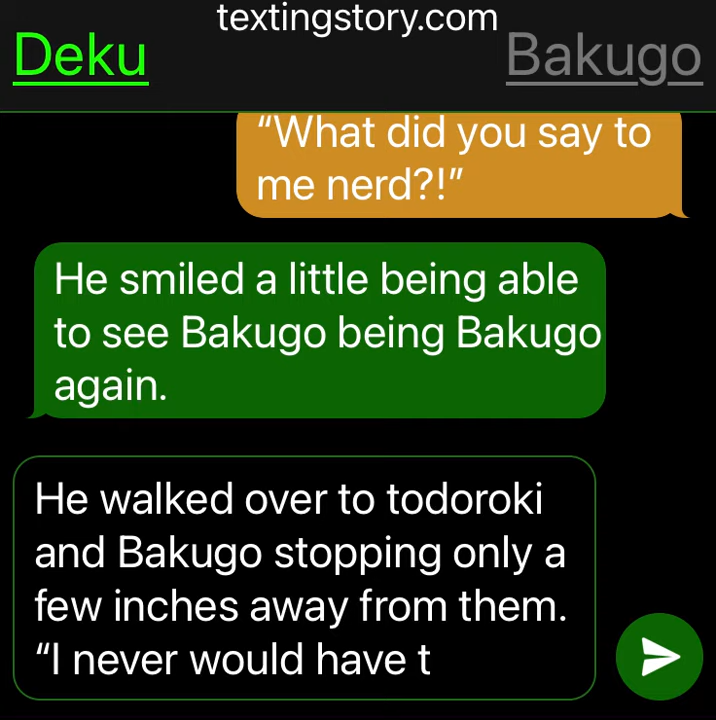 textingstory.com
Deku
Bakugo
“What did you say to
me nerd?!”
He smiled a little being able
to see Bakugo being Bakugo
again.
He walked over to todoroki
and Bakugo stopping only a
few inches away from them.
“I never would have t